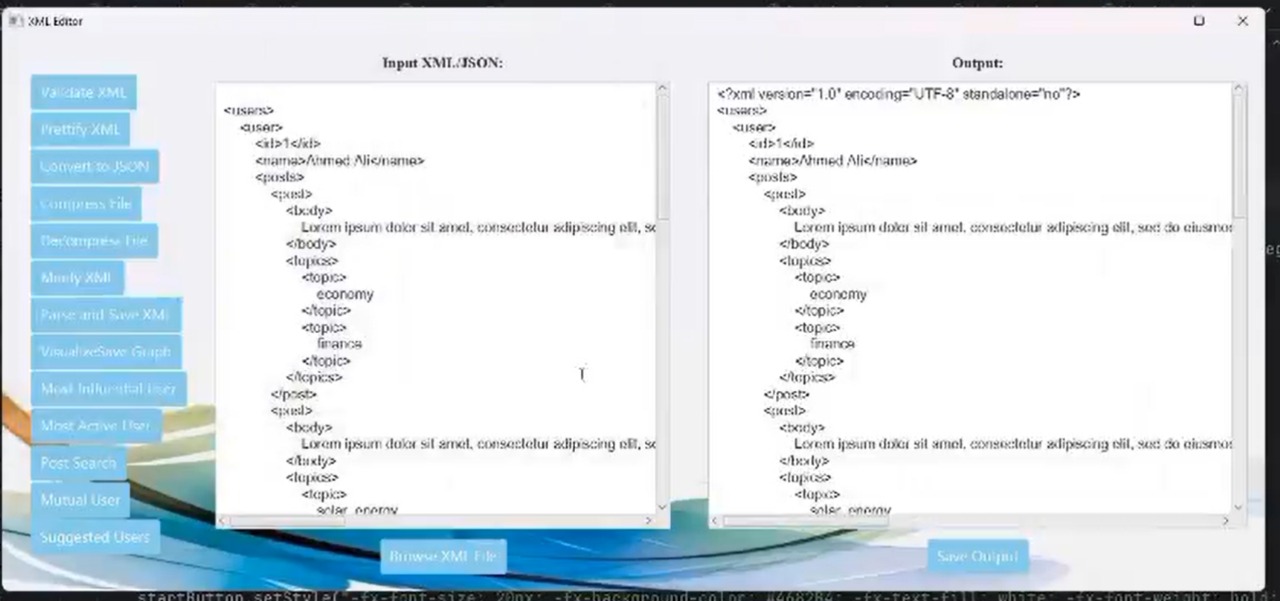 XML Editor
Input XML/JSON:
Output:
Validate XML
Prettify XML
Convert to JSON
Compress File
Decompress File
Minify XML
Parse and Save XML
VisualizeSave Graph
Most Influential User
Most Active User
Post Search
Mutual User
Suggested Users
<users>
<user>
<id>1</id>
<name>Ahmed Ali</name>
<posts>
<post>
<body>
Lorem ipsum dolor sit amet, consectetur adipiscing elit, se
</body>
<topics>
<topic>
economy
</topic>
<topic>
finance
</topic>
</topics>
</post>
<post>
<body>
Lorem ipsum dolor sit amet, consectetur adipiscing elit, se
</body>
<topics>
<topic>
solar_energy
<?xml version="1.0" encoding="UTF-8" standalone="no"?>
<users>
<user>
<id>1</id>
<name>Ahmed Ali</name>
<posts>
<post>
<body>
Lorem ipsum dolor sit amet, consectetur adipiscing elit, sed do eiusmo
</body>
<topics>
<topic>
economy
</topic>
<topic>
finance
</topic>
</topics>
</post>
<post>
<body>
Lorem ipsum dolor sit amet, consectetur adipiscing elit, sed do eiusmo
</body>
<topics>
<topic>
solar_energy
Browse XML File
Save Output
startButton.setStyle("-fx-font-size: 20px; -fx-background-color: #4682B4; -fx-text-fill: white; -fx-font-weight: bold;